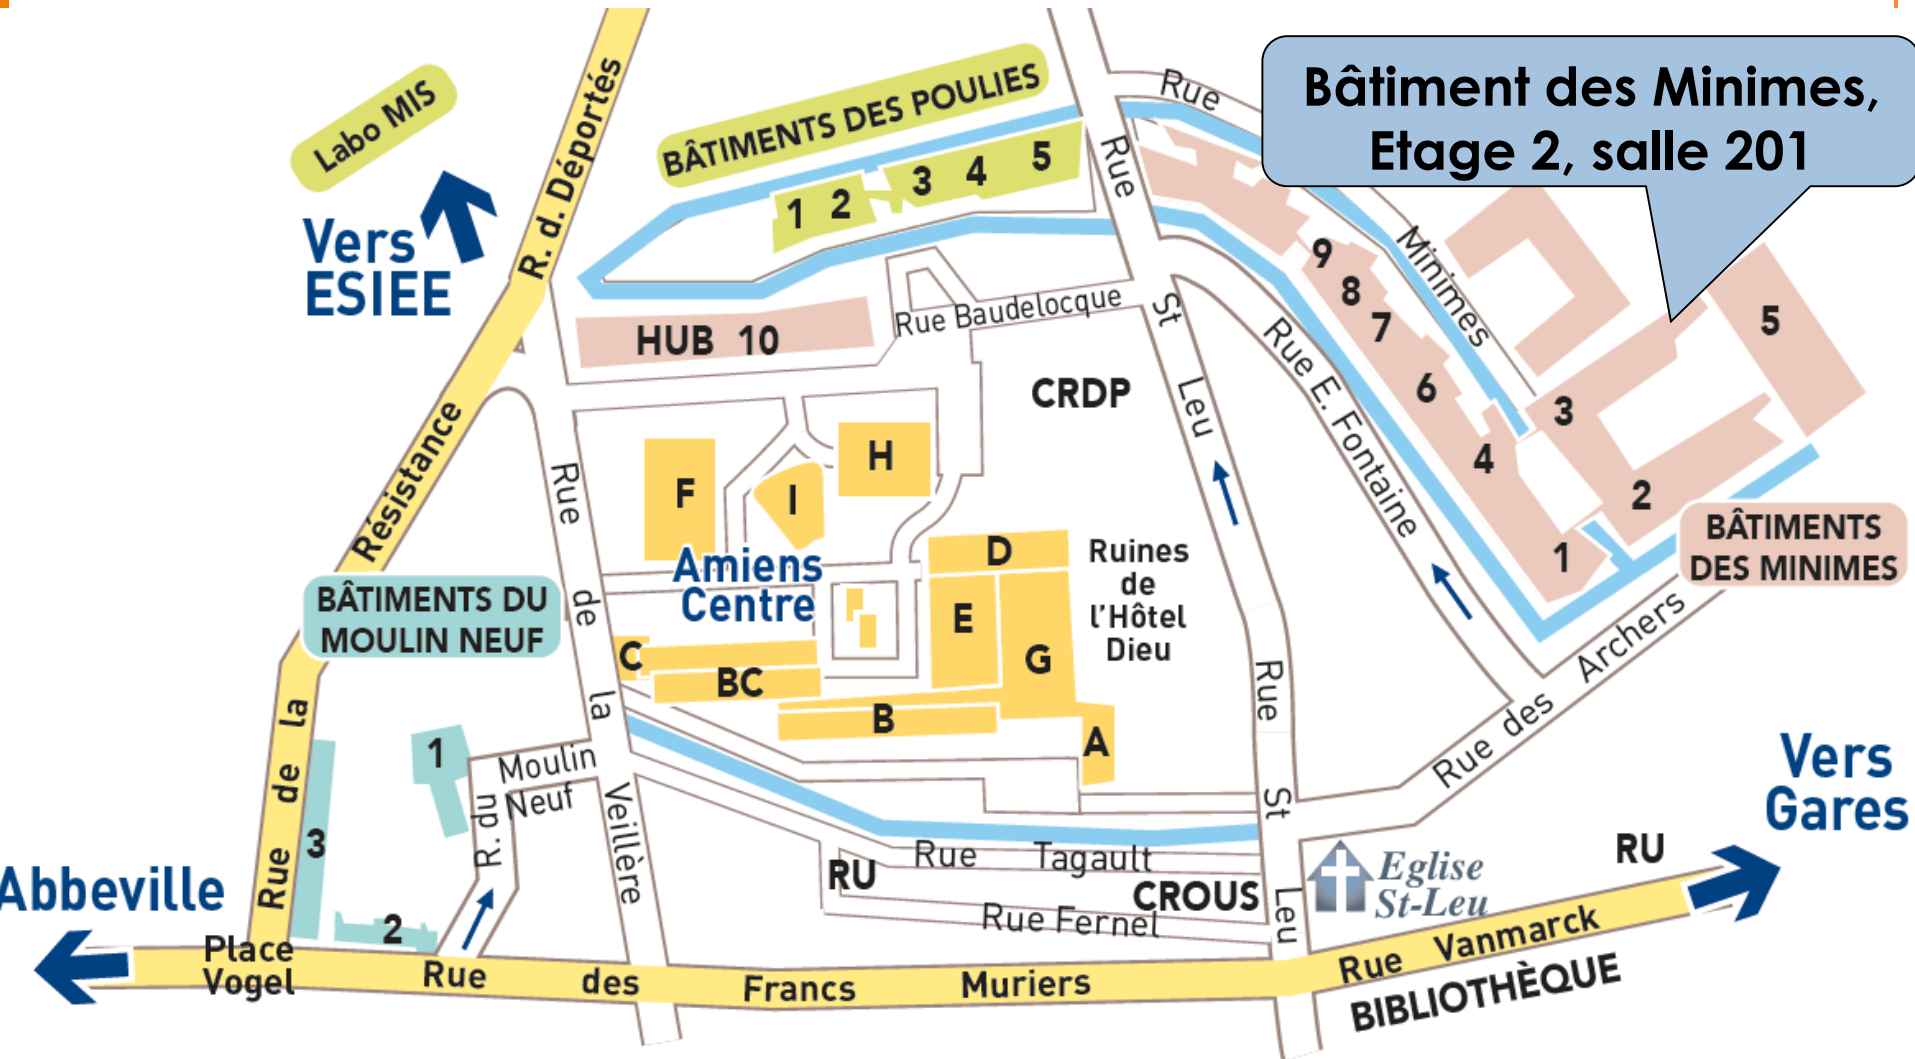 Bâtiment des Minimes,
Etage 2, salle 201
Labo MIS
Vers
ESIEE
R. d. Déportés
BÂTIMENTS DES POULIES
1 2 3 4 5
Rue
Minimes
Rue
St
Leu
Rue
St
Leu
HUB 10
Rue Baudelocque
CRDP
Rue E. Fontaine
9
8
7
6
5
4
3
2
1
BÂTIMENTS
DES MINIMES
Résistance
de la
Rue
Rue
de
la
Veillère
F
I
H
Amiens
Centre
D
E
G
C
BC
B
A
Ruines
de
l'Hôtel
Dieu
BÂTIMENTS DU
MOULIN NEUF
1
2
3
R. du
Moulin
Neuf
Rue des Archers
Vers
Gares
Rue Tagault
RU
CROUS
Rue Fernel
Eglise
St-Leu
RU
Abbeville
Place
Vogel
Rue des Francs Muriers
Rue Vanmarck
BIBLIOTHÈQUE